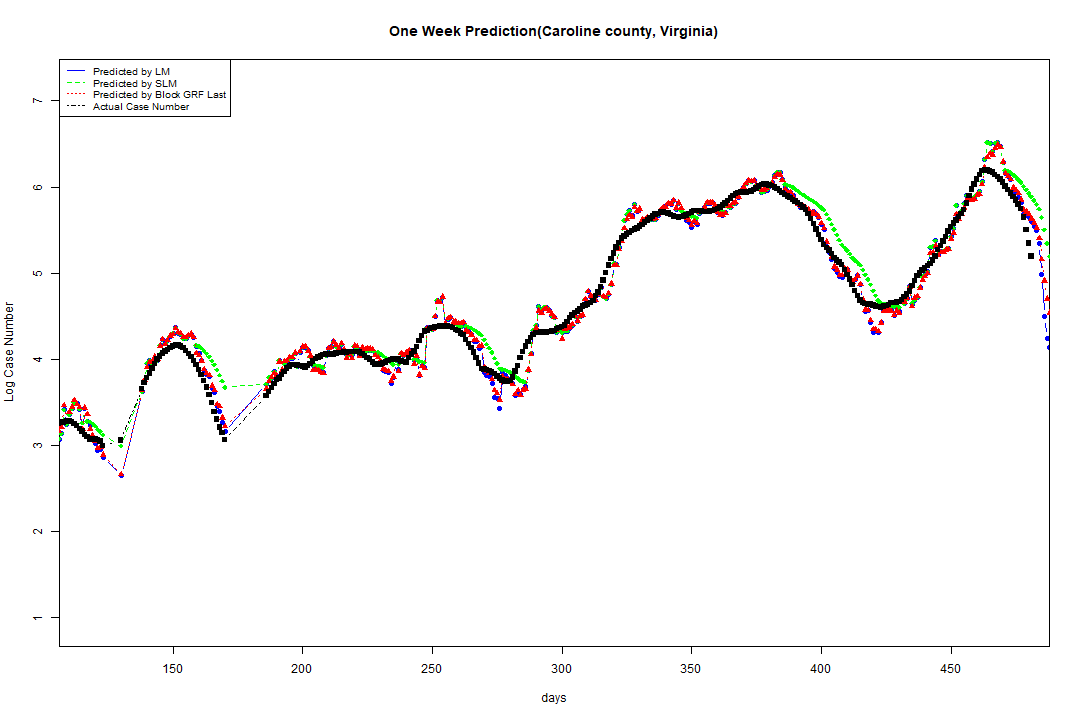 One Week Prediction(Caroline county, Virginia)
Predicted by LM
Predicted by SLM
Predicted by Block GRF Last
Actual Case Number
7
6
5
4
3
2
1
Log Case Number
150 200 250 300 350 400 450
days